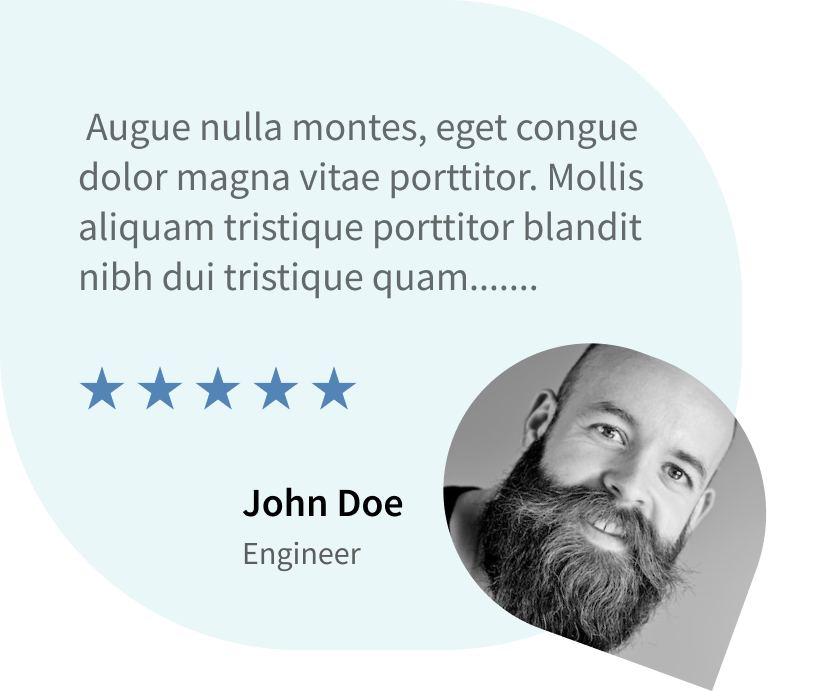 Augue nulla montes, eget congue
dolor magna vitae porttitor. Mollis
aliquam tristique porttitor blandit
nibh dui tristique quam.......
John Doe
Engineer